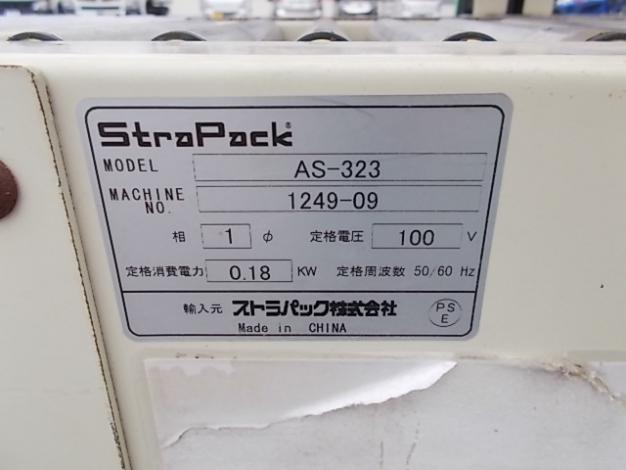 StraPack®
MODEL AS-323
MACHINE NO. 1249-09
相 1 φ 定格電圧 100 V
定格消費電力 0.18 KW 定格周波数 50/60 Hz
輸入元 ストラパック株式会社
PS E
Made in CHINA